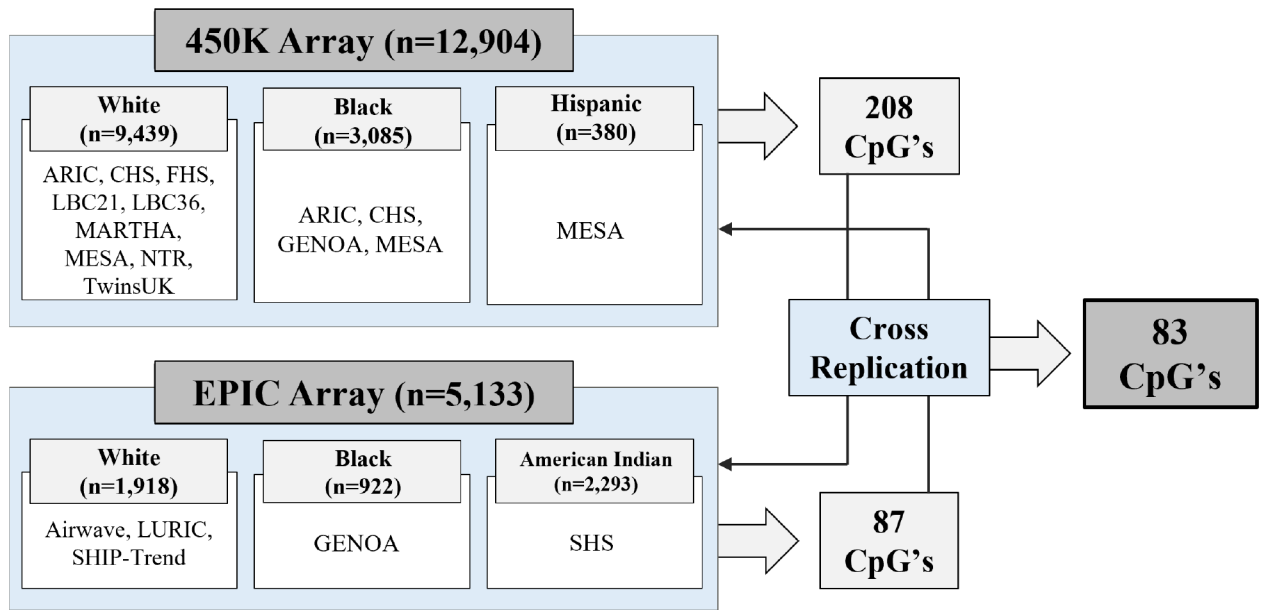 450K Array (n=12,904)
White
(n=9,439)
ARIC, CHS, FHS,
LBC21, LBC36,
MARTHA,
MESA, NTR,
TwinsUK
Black
(n=3,085)
ARIC, CHS,
GENOA, MESA
Hispanic
(n=380)
MESA
208
CpG's
Cross
Replication
83
CpG's
EPIC Array (n=5,133)
White
(n=1,918)
Airwave, LURIC,
SHIP-Trend
Black
(n=922)
GENOA
American Indian
(n=2,293)
SHS
87
CpG's